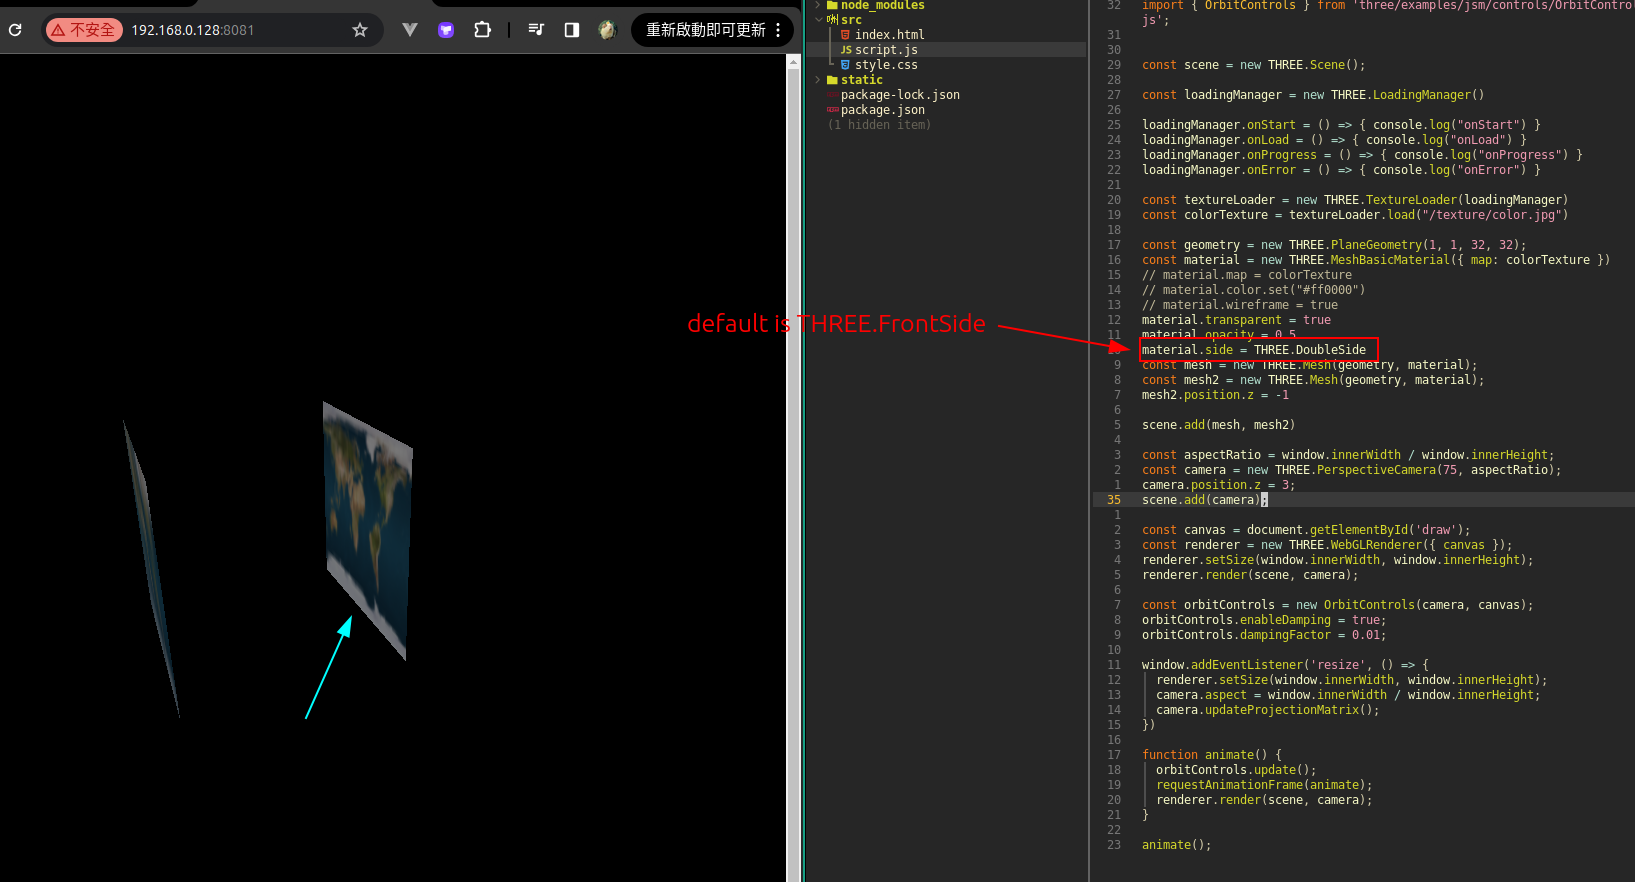 不安全
192.168.0.128:8081
重新啟動即可更新
default is THREE.FrontSide
node_modules
src
index.html
JS script.js
style.css
static
package-lock.json
package.json
(1 hidden item)
32 import { OrbitControls } from 'three/examples/jsm/controls/OrbitControl
js';
31
30
29 const scene = new THREE.Scene();
28
27 const loadingManager = new THREE.LoadingManager()
26
25 loadingManager.onStart = () => { console.log("onStart") }
24 loadingManager.onLoad = () => { console.log("onLoad") }
23 loadingManager.onProgress = () => { console.log("onProgress") }
22 loadingManager.onError = () => { console.log("onError") }
21
20 const textureLoader = new THREE.TextureLoader(loadingManager)
19 const colorTexture = textureLoader.load("/texture/color.jpg")
18
17 const geometry = new THREE.PlaneGeometry(1, 1, 32, 32);
16 const material = new THREE.MeshBasicMaterial({ map: colorTexture })
15 // material.map = colorTexture
14 // material.color.set("#ff0000")
13 // material.wireframe = true
12 material.transparent = true
11 material.opacity = 0.5
10 material.side = THREE.DoubleSide
9 const mesh = new THREE.Mesh(geometry, material);
8 const mesh2 = new THREE.Mesh(geometry, material);
7 mesh2.position.z = -1
6
5 scene.add(mesh, mesh2)
4
3 const aspectRatio = window.innerWidth / window.innerHeight;
2 const camera = new THREE.PerspectiveCamera(75, aspectRatio);
1 camera.position.z = 3;
35 scene.add(camera);
1
2 const canvas = document.getElementById('draw');
3 const renderer = new THREE.WebGLRenderer({ canvas });
4 renderer.setSize(window.innerWidth, window.innerHeight);
5 renderer.render(scene, camera);
6
7 const orbitControls = new OrbitControls(camera, canvas);
8 orbitControls.enableDamping = true;
9 orbitControls.dampingFactor = 0.01;
10
11 window.addEventListener('resize', () => {
12 renderer.setSize(window.innerWidth, window.innerHeight);
13 camera.aspect = window.innerWidth / window.innerHeight;
14 camera.updateProjectionMatrix();
15 })
16
17 function animate() {
18 orbitControls.update();
19 requestAnimationFrame(animate);
20 renderer.render(scene, camera);
21 }
22
23 animate();